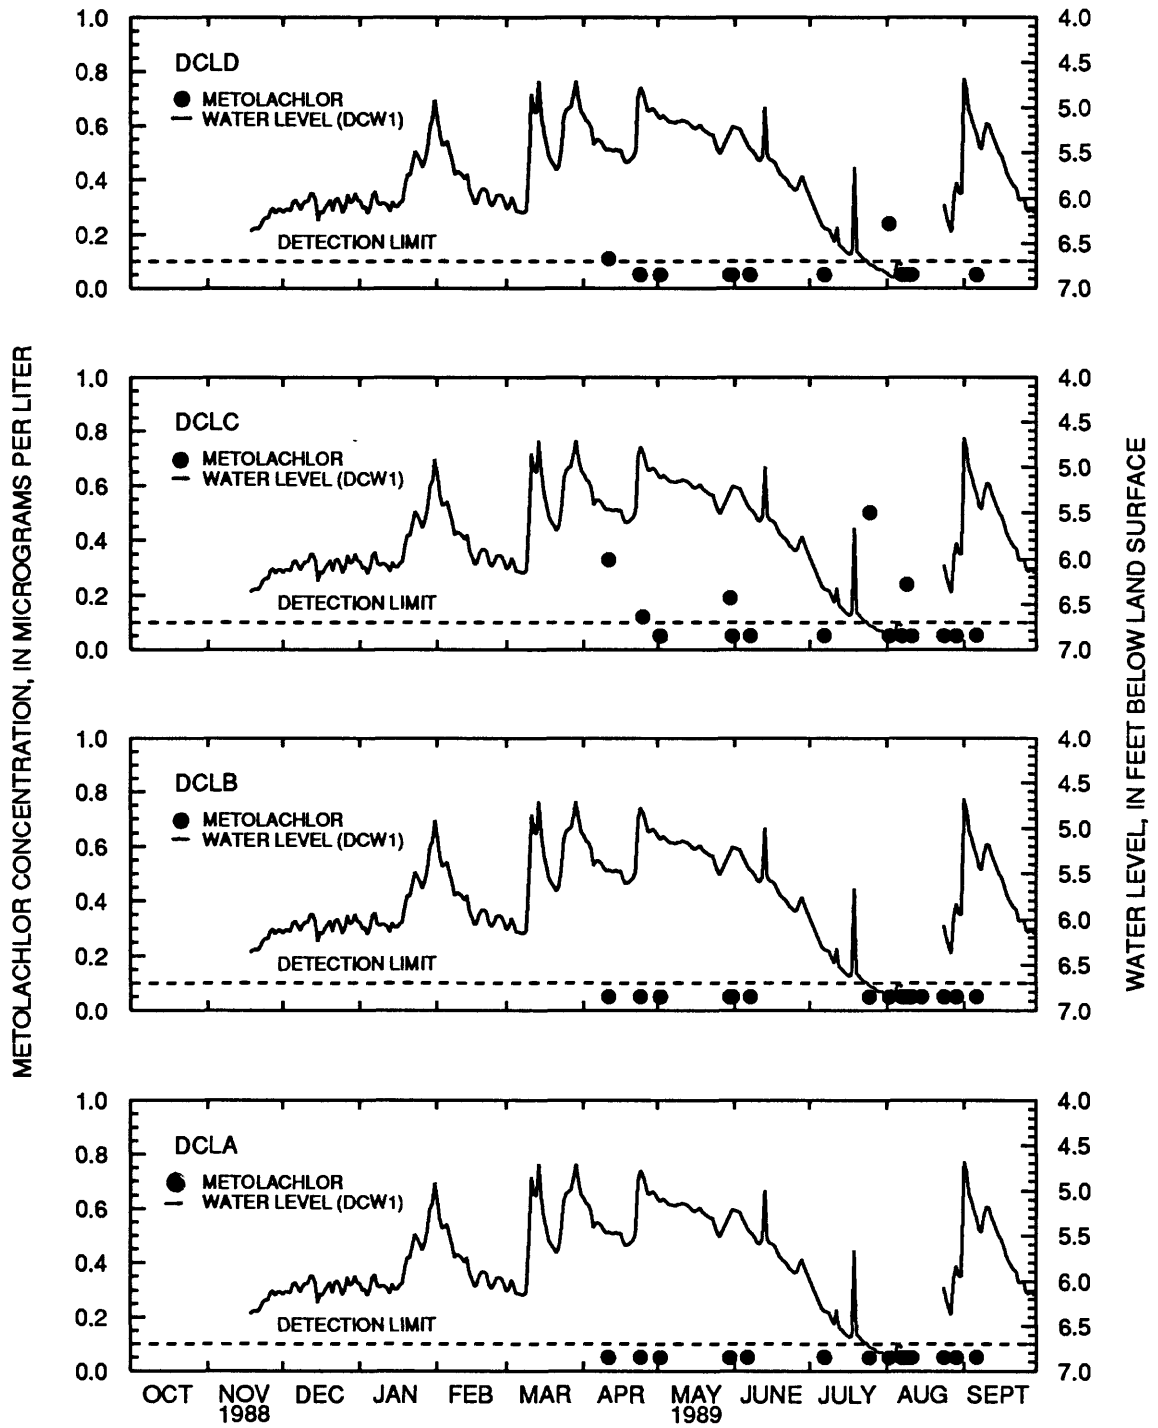 METOLACHLOR CONCENTRATION, IN MICROGRAMS PER LITER
1.0
0.8
0.6
0.4
0.2
0.0
DCLD
METOLACHLOR
WATER LEVEL (DCW1)
DETECTION LIMIT
4.0
4.5
5.0
5.5
6.0
6.5
7.0
1.0
0.8
0.6
0.4
0.2
0.0
DCLC
METOLACHLOR
WATER LEVEL (DCW1)
DETECTION LIMIT
4.0
4.5
5.0
5.5
6.0
6.5
7.0
1.0
0.8
0.6
0.4
0.2
0.0
DCLB
METOLACHLOR
WATER LEVEL (DCW1)
DETECTION LIMIT
4.0
4.5
5.0
5.5
6.0
6.5
7.0
1.0
0.8
0.6
0.4
0.2
0.0
DCLA
METOLACHLOR
WATER LEVEL (DCW1)
DETECTION LIMIT
4.0
4.5
5.0
5.5
6.0
6.5
7.0
OCT NOV DEC JAN FEB MAR APR MAY JUNE JULY AUG SEPT
1988 1989
WATER LEVEL, IN FEET BELOW LAND SURFACE